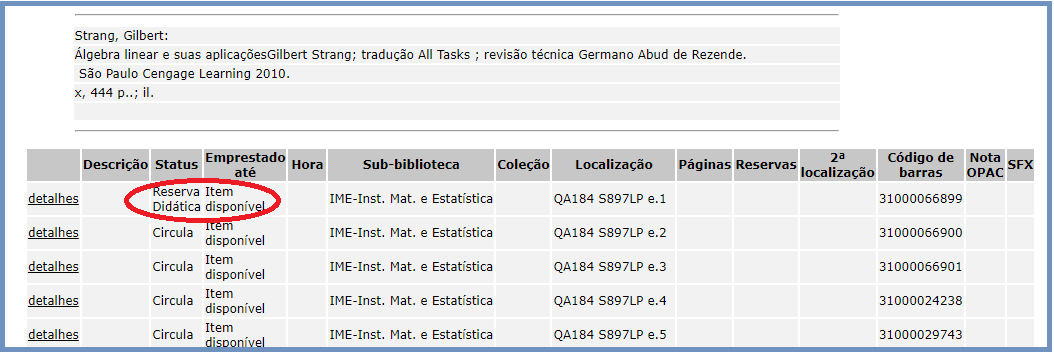 Strang, Gilbert:
Álgebra linear e suas aplicaçõesGilbert Strang; tradução All Tasks ; revisão técnica Germano Abud de Rezende.
São Paulo Cengage Learning 2010.
x, 444 p..; il.
Descrição Status Emprestado até Hora Sub-biblioteca Coleção Localização Páginas Reservas 2ª localização Código de barras Nota OPAC SFX
detalhes Reserva Didática Item disponível IME-Inst. Mat. e Estatística QA184 S897LP e.1 31000066899
detalhes Circula Item disponível IME-Inst. Mat. e Estatística QA184 S897LP e.2 31000066900
detalhes Circula Item disponível IME-Inst. Mat. e Estatística QA184 S897LP e.3 31000066901
detalhes Circula Item disponível IME-Inst. Mat. e Estatística QA184 S897LP e.4 31000024238
detalhes Circula Item disponível IME-Inst. Mat. e Estatística QA184 S897LP e.5 31000029743